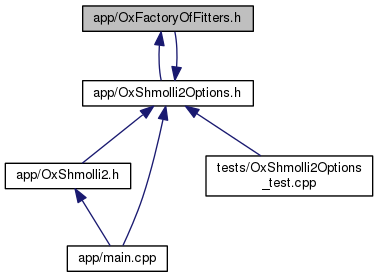 app/OxFactoryOfFitters.h
app/OxShmolli2Options.h
app/OxShmolli2.h
tests/OxShmolli2Options
_test.cpp
app/main.cpp